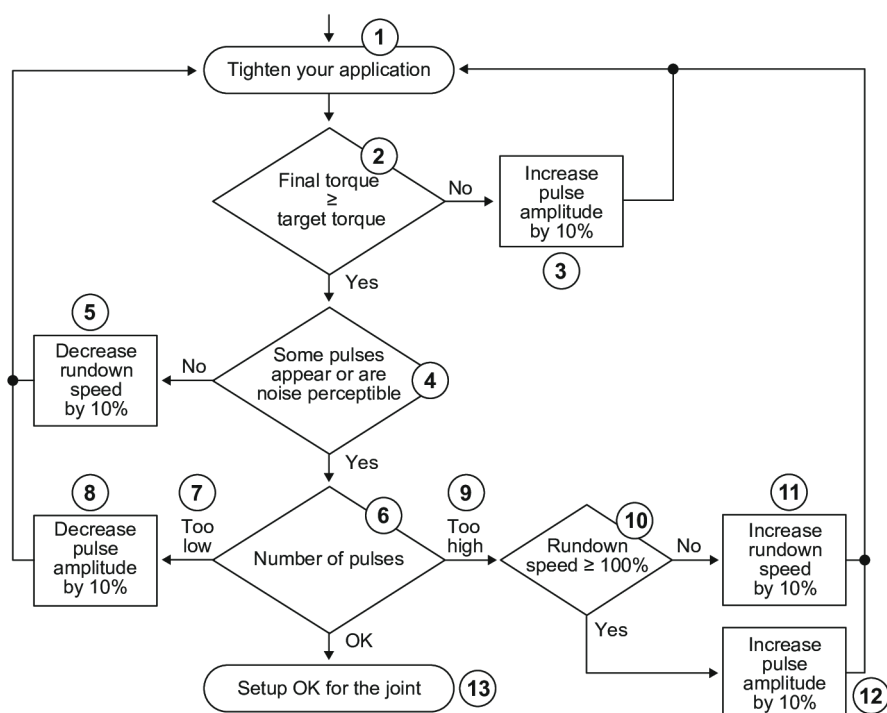 1
Tighten your application
2
Final torque
≥
target torque
No
Increase
pulse
amplitude
by 10%
3
Yes
5
Decrease
rundown
speed
by 10%
No
Some pulses
appear or are
noise perceptible
4
Yes
8
Decrease
pulse
amplitude
by 10%
7
Too
low
6
Number of pulses
9
Too
high
10
Rundown
speed ≥ 100%
No
11
Increase
rundown
speed
by 10%
OK
Yes
Increase
pulse
amplitude
by 10%
12
Setup OK for the joint
13